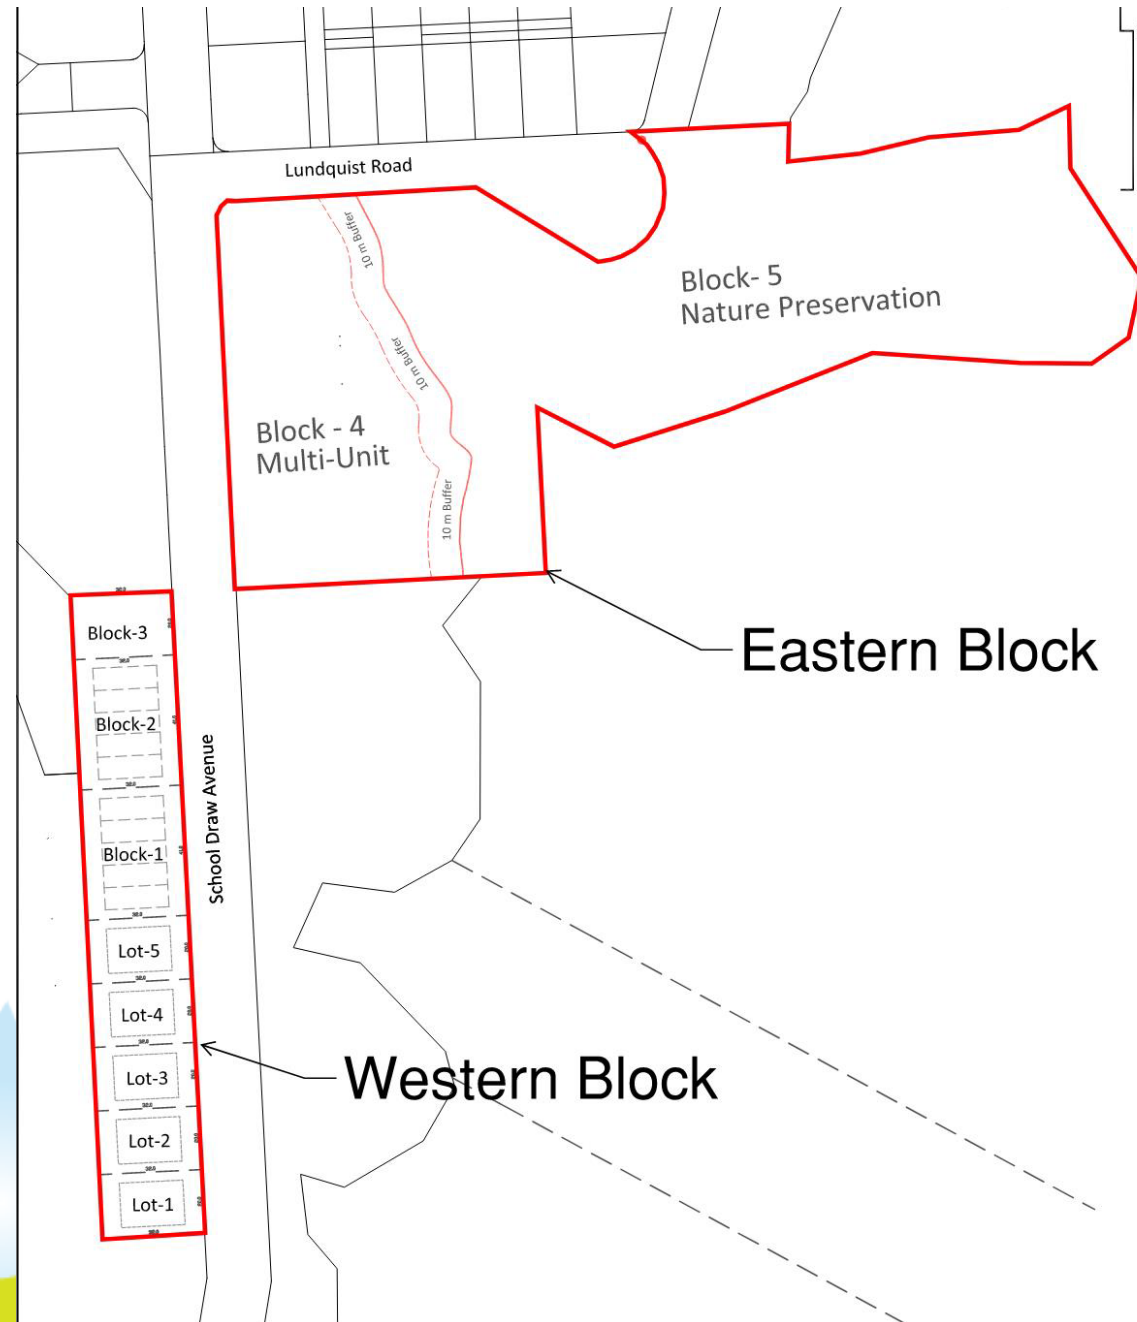 Lundquist Road
10 m Buffer
Block- 5
Nature Preservation
10 m Buffer
Block - 4
Multi-Unit
10 m Buffer
Eastern Block
Block-3
Block-2
School Draw Avenue
Block-1
Lot-5
Lot-4
Lot-3
Western Block
Lot-2
Lot-1